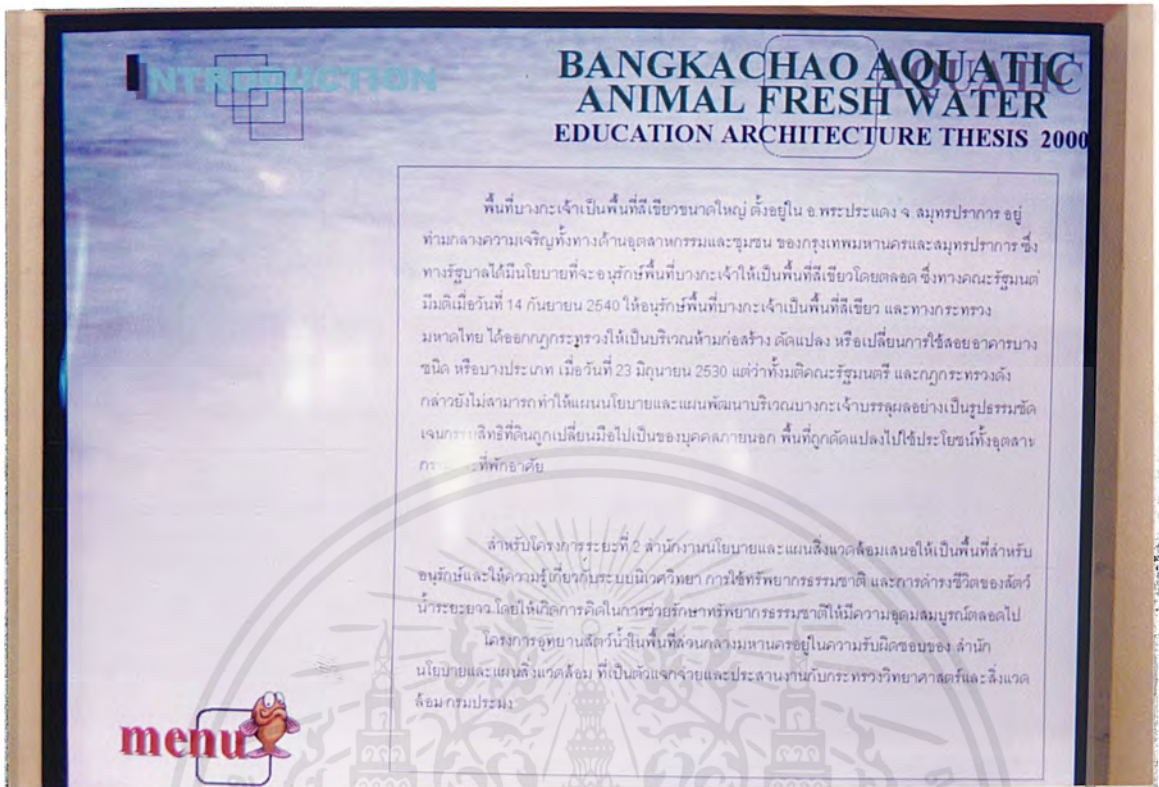 INTRODUCTION
BANGKACHAO AQUATIC
AQUATIC
ANIMAL FRESH WATER
EDUCATION ARCHITECTURE THESIS 2000
พื้นที่บางกะเจ้าเป็นพื้นที่สีเขียวขนาดใหญ่ ตั้งอยู่ใน อ.พระประแดง จ.สมุทรปราการ อยู่
ท่ามกลางความเจริญทั้งทางด้านอุตสาหกรรมและชุมชน ของกรุงเทพมหานครและสมุทรปราการ ซึ่ง
ทางรัฐบาลได้มีนโยบายที่จะอนุรักษ์พื้นที่บางกะเจ้าให้เป็นพื้นที่สีเขียวโดยตลอด ซึ่งทางคณะรัฐมนต่
มีมติเมื่อวันที่ 14 กันยายน 2540 ให้อนุรักษ์พื้นที่บางกะเจ้าเป็นพื้นที่สีเขียว และทางกระทรวง
มหาดไทย ได้ออกกฎกระทรวงให้เป็นบริเวณห้ามก่อสร้าง ดัดแปลง หรือเปลี่ยนการใช้สอยอาคารบาง
ชนิด หรือบางประเภท เมื่อวันที่ 23 มิถุนายน 2530 แต่ว่าทั้งมติคณะรัฐมนตรี และกฎกระทรวงดัง
กล่าวยังไม่สามารถทำให้แผนนโยบายและแผนพัฒนาบริเวณบางกะเจ้าบรรลุผลอย่างเป็นรูปธรรมชัด
เจนกรรมสิทธิที่ดินถูกเปลี่ยนมือไปเป็นของบุคคลภายนอก พื้นที่ถูกดัดแปลงไปใช้ประโยชน์ทั้งอุตสาห
ที่พักอาศัย
สำหรับโครงการระยะที่ 2 สำนักงานนโยบายและแผนสิ่งแวดล้อมเสนอให้เป็นพื้นที่สำหรับ
อนุรักษ์และให้ความรู้เกี่ยวกับระบบนิเวศวิทยา การใช้ทรัพยากรธรรมชาติ และการดำรงชีวิตของสัตว์
น้ำระยะยาว โดยให้เกิดการคิดในการช่วยรักษาทรัพยากรธรรมชาติให้มีความอุดมสมบูรณ์ตลอดไป
โครงการอุทยานสัตว์น้ำในพื้นที่ส่วนกลางมหานครอยู่ในความรับผิดชอบของ สำนัก
นโยบายและแผนสิ่งแวดล้อม ที่เป็นตัวแจกจ่ายและประสานงานกับกระทรวงวิทยาศาสตร์และสิ่งแวด
ล้อม กรมประมง
menu